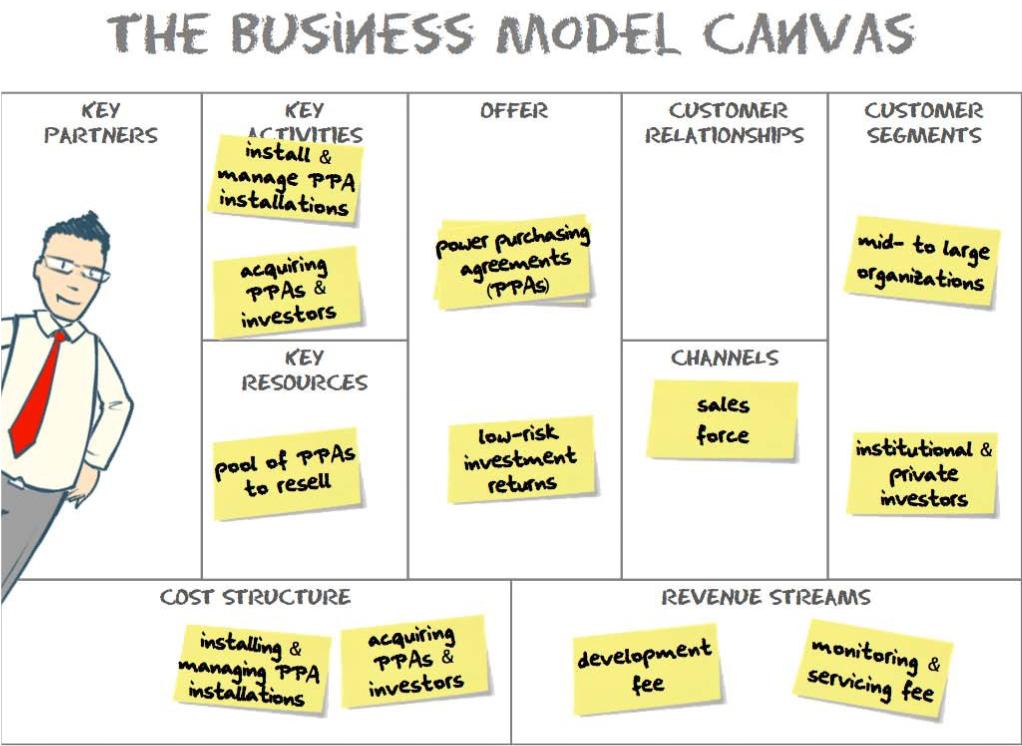 THE BUSINESS MODEL CANVAS
KEY
PARTNERS
KEY
ACTIVITIES
install &
manage PPA
installations
acquiring
PPAs &
investors
KEY
RESOURCES
pool of PPAs
to resell
OFFER
power purchasing
agreements
(PPAs)
low-risk
investment
returns
CUSTOMER
RELATIONSHIPS
CHANNELS
sales
force
CUSTOMER
SEGMENTS
mid- to large
organizations
institutional &
private
investors
COST STRUCTURE
installing &
managing PPA
installations
acquiring
PPAs &
investors
REVENUE STREAMS
development
fee
monitoring &
servicing fee